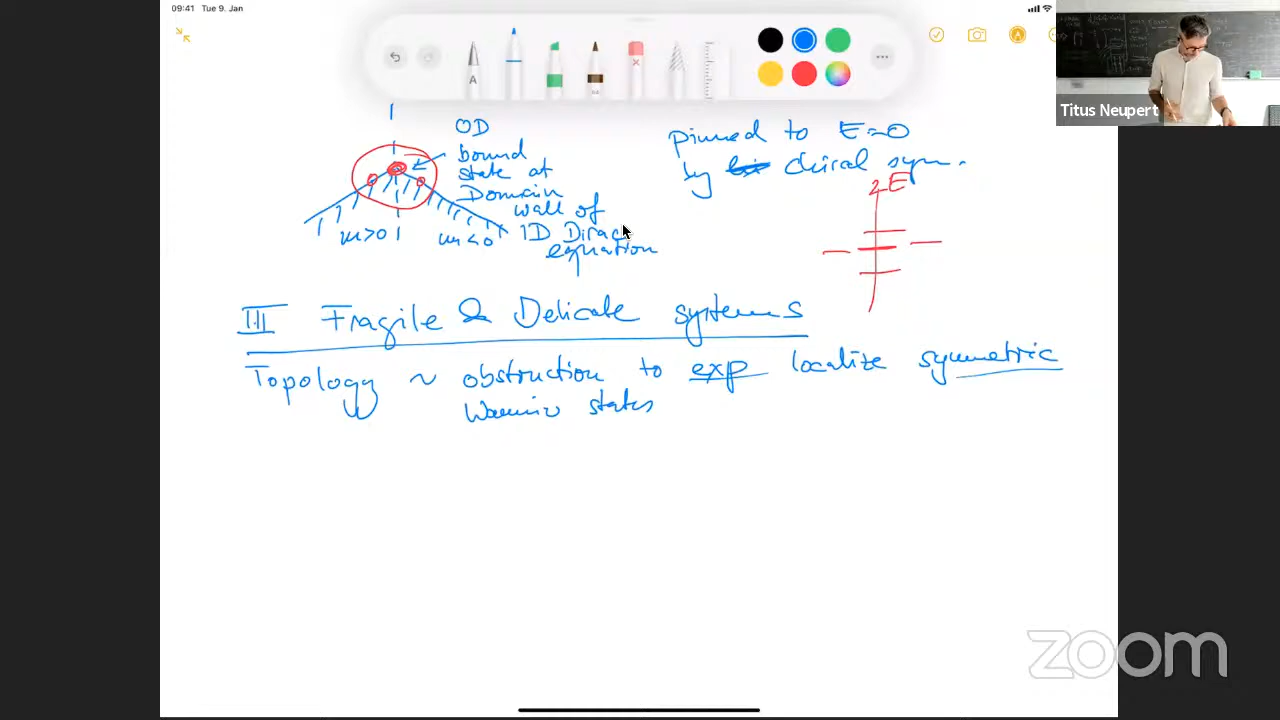 09:41 Tue 9. Jan
A
Titus Neupert
0D
bound
state at
Domain
wall of
1D Dirac
equation
m>0
m<0
pinned to E=0
by chiral sym.
E
III Fragile & Delicate systems
Topology ~ obstruction to exp localize symmetric
Wannier states
zoom